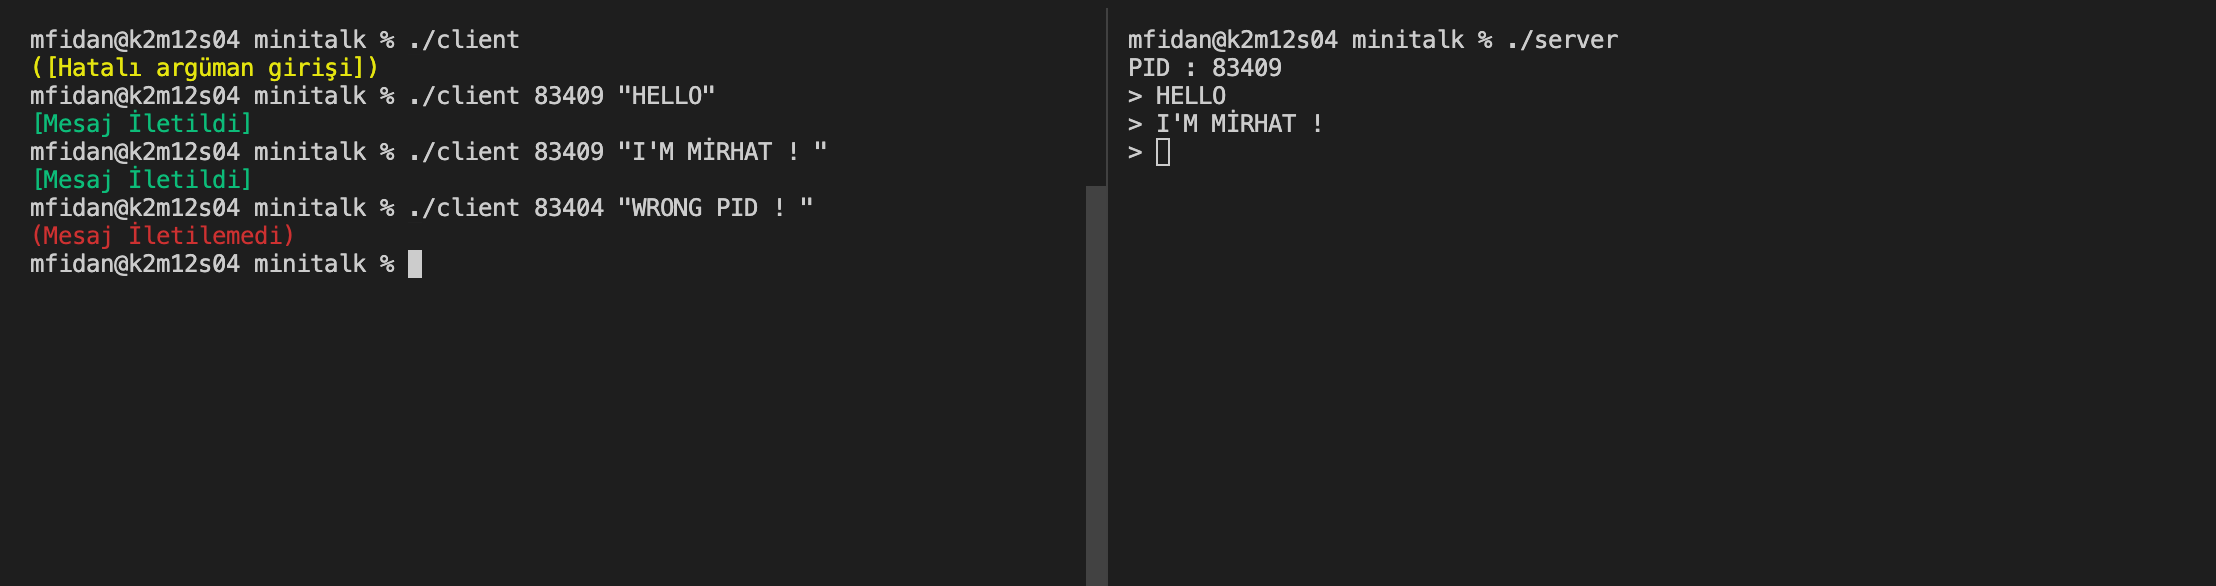 mfidan@k2m12s04 minitalk % ./client
([Hatalı argüman girişi])
mfidan@k2m12s04 minitalk % ./client 83409 "HELLO"
[Mesaj İletildi]
mfidan@k2m12s04 minitalk % ./client 83409 "I'M MİRHAT ! "
[Mesaj İletildi]
mfidan@k2m12s04 minitalk % ./client 83404 "WRONG PID ! "
(Mesaj İletilemedi)
mfidan@k2m12s04 minitalk %
mfidan@k2m12s04 minitalk % ./server
PID : 83409
> HELLO
> I'M MİRHAT !
>